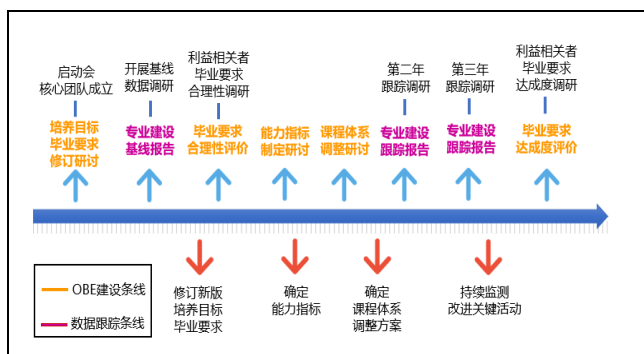 启动会
核心团队成立
开展基线
数据调研
利益相关者
毕业要求
合理性调研
第二年
跟踪调研
第三年
跟踪调研
利益相关者
毕业要求
达成度调研
培养目标
毕业要求
修订研讨
专业建设
基线报告
毕业要求
合理性评价
能力指标
制定研讨
课程体系
调整研讨
专业建设
跟踪报告
专业建设
跟踪报告
毕业要求
达成度评价
修订新版
培养目标
毕业要求
确定
能力指标
确定
课程体系
调整方案
持续监测
改进关键活动
OBE建设条线
数据跟踪条线